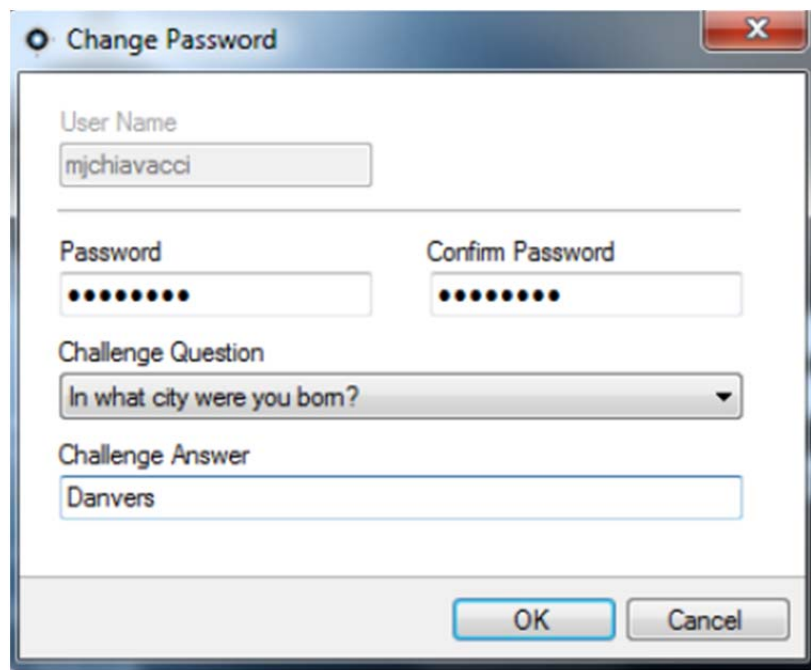 Change Password
User Name
mjchiavacci
Password Confirm Password
•••••••• ••••••••
Challenge Question
In what city were you born?
Challenge Answer
Danvers
OK Cancel